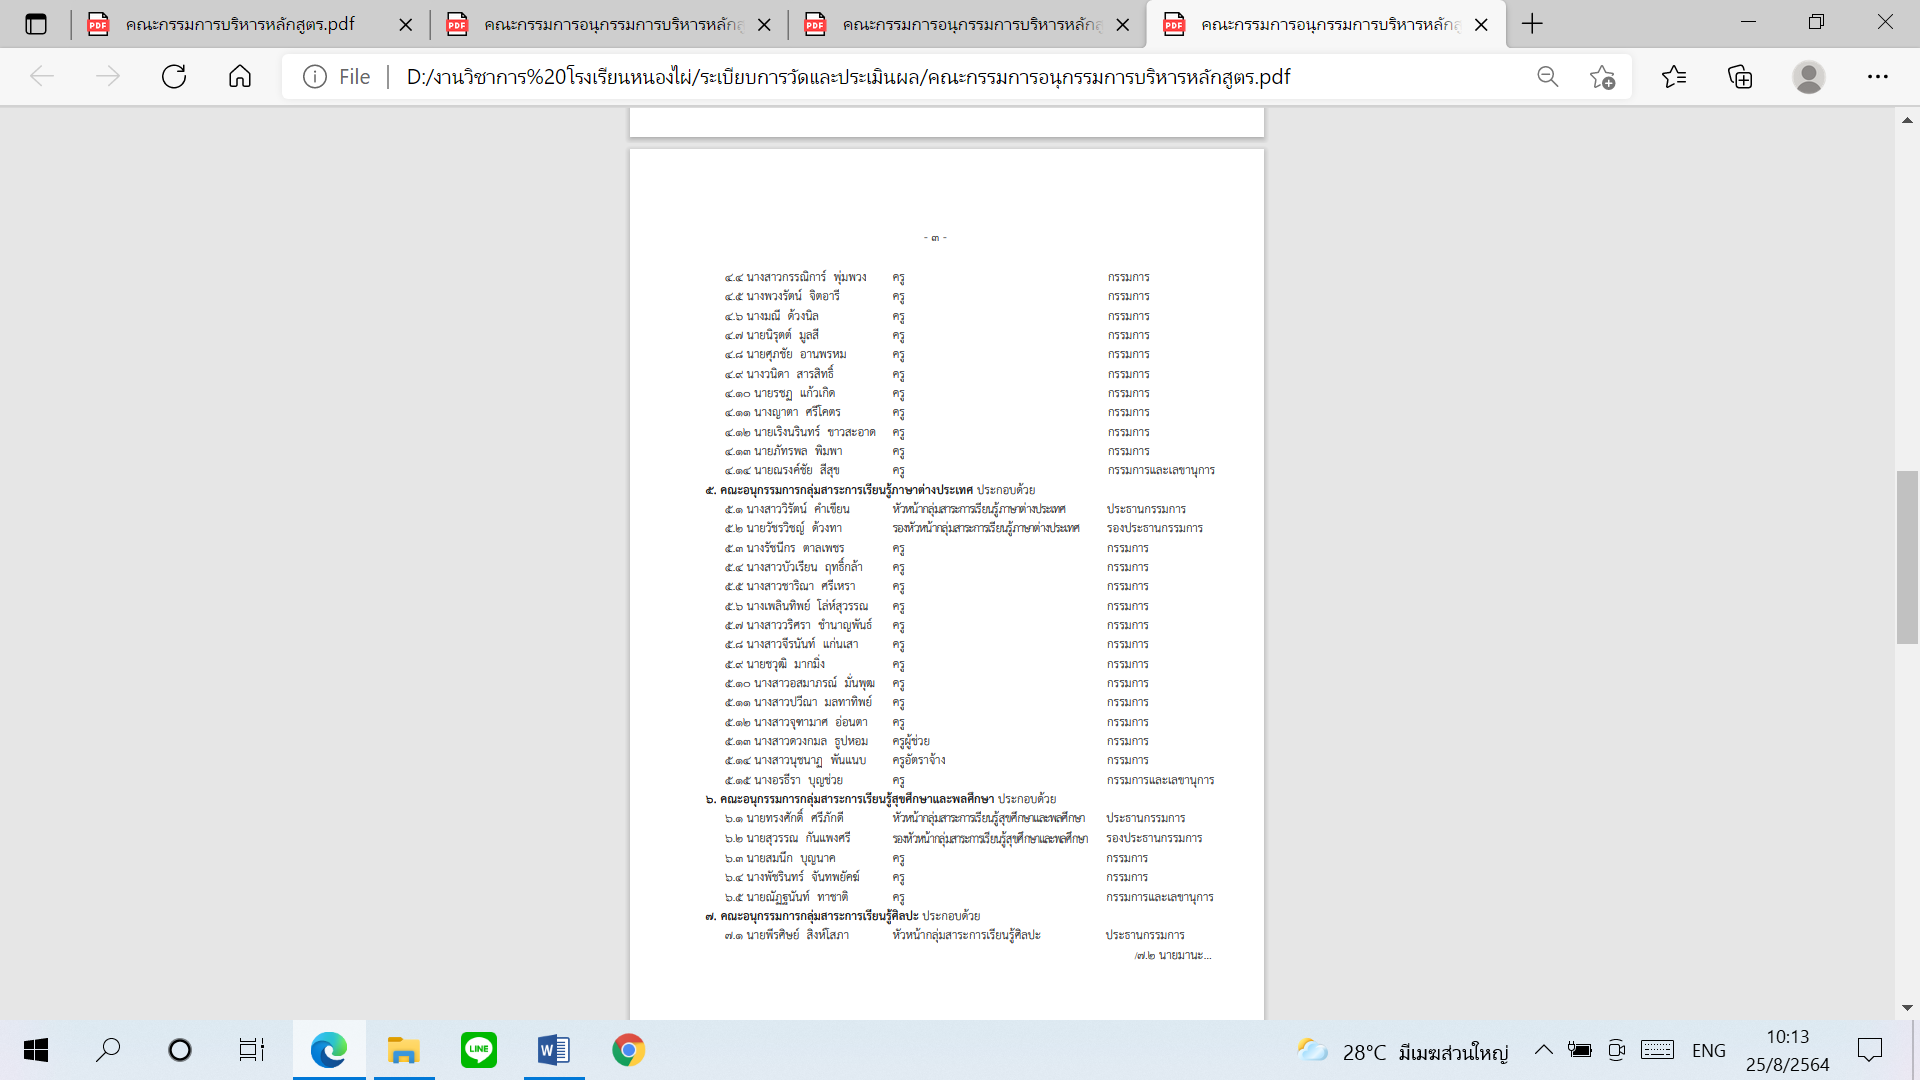 คณะกรรมการบริหารหลักสูตร.pdf
คณะกรรมการอนุกรรมการบริหารหลักสุ
คณะกรรมการอนุกรรมการบริหารหลักสุ
คณะกรรมการอนุกรรมการบริหารหลักสุ
File
D:/งานวิชาการ%20โรงเรียนหนองไผ่/ระเบียบการวัดและประเมินผล/คณะกรรมการอนุกรรมการบริหารหลักสูตร.pdf
- ๓ -
๔.๔ นางสาวกรรณิการ์ พุ่มพวง ครู กรรมการ
๔.๕ นางพวงรัตน์ จิตอารี ครู กรรมการ
๔.๖ นางมณี ด้วงนิล ครู กรรมการ
๔.๗ นายนิรุตต์ มูลสี ครู กรรมการ
๔.๘ นายศุภชัย อานพรหม ครู กรรมการ
๔.๙ นางวนิดา สารสิทธิ์ ครู กรรมการ
๔.๑๐ นายรชฏ แก้วเกิด ครู กรรมการ
๔.๑๑ นางญาตา ศรีโคตร ครู กรรมการ
๔.๑๒ นายเริงนรินทร์ ขาวสะอาด ครู กรรมการ
๔.๑๓ นายภัทรพล พิมพา ครู กรรมการ
๔.๑๔ นายณรงค์ชัย สีสุข ครู กรรมการและเลขานุการ
๕. คณะอนุกรรมการกลุ่มสาระการเรียนรู้ภาษาต่างประเทศ ประกอบด้วย
๕.๑ นางสาววิรัตน์ คำเขียน หัวหน้ากลุ่มสาระการเรียนรู้ภาษาต่างประเทศ ประธานกรรมการ
๕.๒ นายวัชรวิชญ์ ด้วงทา รองหัวหน้ากลุ่มสาระการเรียนรู้ภาษาต่างประเทศ รองประธานกรรมการ
๕.๓ นางรัชนีกร ตาลเพชร ครู กรรมการ
๕.๔ นางสาวบัวเรียน ฤทธิ์กล้า ครู กรรมการ
๕.๕ นางสาวชาริณา ศรีเหรา ครู กรรมการ
๕.๖ นางเพลินทิพย์ โล่ห์สุวรรณ ครู กรรมการ
๕.๗ นางสาววริศรา ชำนาญพันธ์ ครู กรรมการ
๕.๘ นางสาวจีรนันท์ แก่นเสา ครู กรรมการ
๕.๙ นายชวุฒิ มากมิ่ง ครู กรรมการ
๕.๑๐ นางสาวอสมาภรณ์ มั่นพุฒ ครู กรรมการ
๕.๑๑ นางสาวปวีณา มลทาทิพย์ ครู กรรมการ
๕.๑๒ นางสาวจุฑามาศ อ่อนตา ครู กรรมการ
๕.๑๓ นางสาวดวงกมล ธูปหอม ครูผู้ช่วย กรรมการ
๕.๑๔ นางสาวนุชนาฏ พันแนบ ครูอัตราจ้าง กรรมการ
๕.๑๕ นางอรธีรา บุญช่วย ครู กรรมการและเลขานุการ
๖. คณะอนุกรรมการกลุ่มสาระการเรียนรู้สุขศึกษาและพลศึกษา ประกอบด้วย
๖.๑ นายทรงศักดิ์ ศรีภักดี หัวหน้ากลุ่มสาระการเรียนรู้สุขศึกษาและพลศึกษา ประธานกรรมการ
๖.๒ นายสุวรรณ กันแพงศรี รองหัวหน้ากลุ่มสาระการเรียนรู้สุขศึกษาและพลศึกษา รองประธานกรรมการ
๖.๓ นายสมนึก บุญนาค ครู กรรมการ
๖.๔ นางพัชรินทร์ จันทพยัคฆ์ ครู กรรมการ
๖.๕ นายณัฏฐนันท์ ทาชาติ ครู กรรมการและเลขานุการ
๗. คณะอนุกรรมการกลุ่มสาระการเรียนรู้ศิลปะ ประกอบด้วย
๗.๑ นายพีรศิษย์ สิงห์โสภา หัวหน้ากลุ่มสาระการเรียนรู้ศิลปะ ประธานกรรมการ
/๗.๒ นายมานะ...
28°C มีเมฆส่วนใหญ่
ENG
10:13
25/8/2564